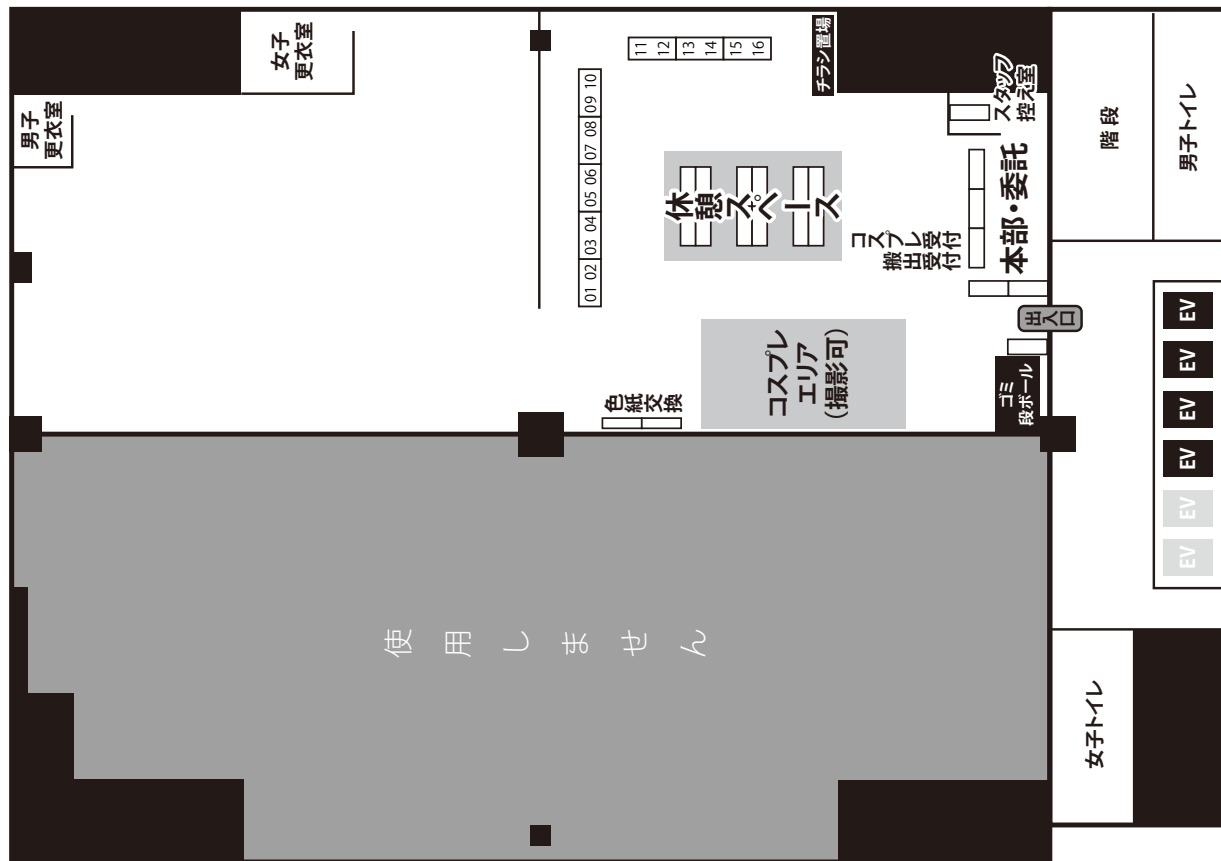 男子
更衣室
女子
更衣室
11
12
13
14
15
16
チラシ置場
スタッフ
控え室
階段
男子トイレ
01 02 03 04 05 06 07 08 09 10
休憩スペース
コスプレ受付
搬出受付
本部・委託
出入口
EV
EV
EV
EV
EV
EV
色紙交換
コスプレ
エリア
(撮影可)
ゴミ
段ボール
使用しません
女子トイレ